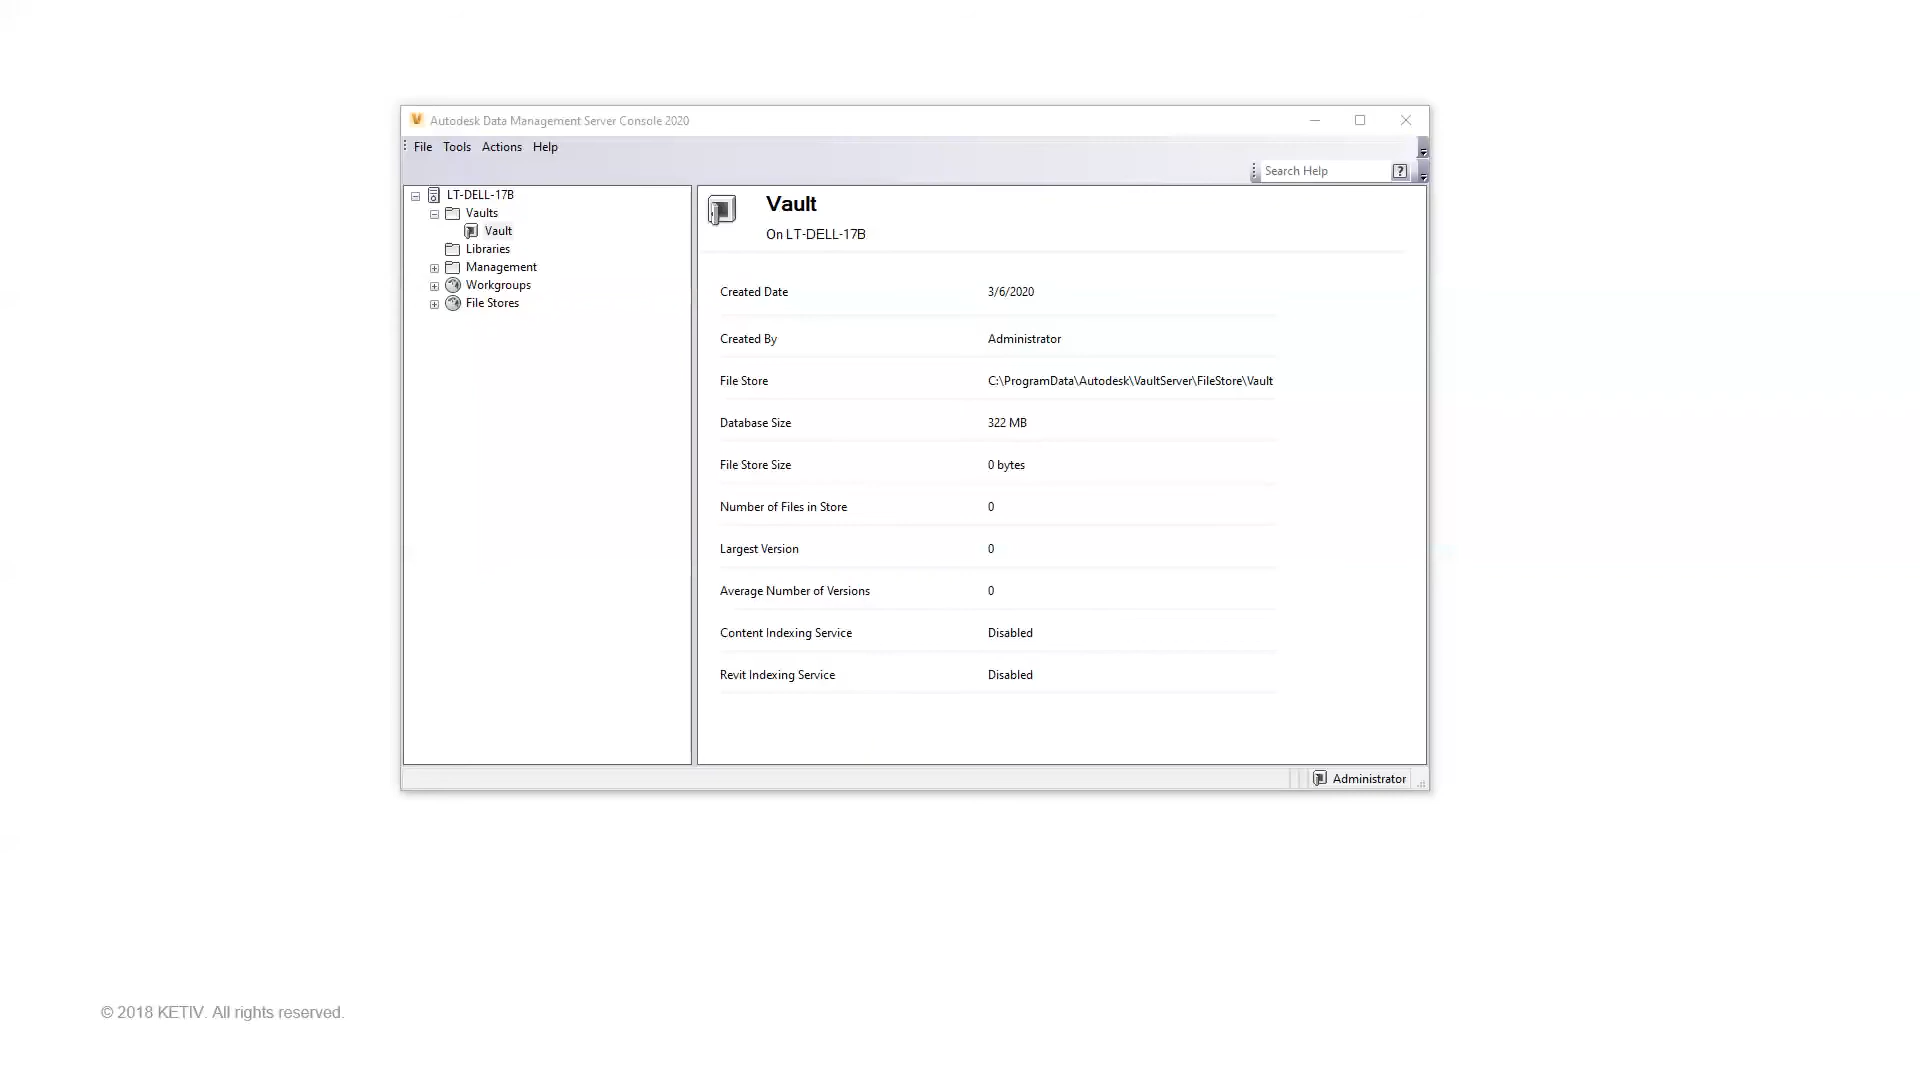 Autodesk Data Management Server Console 2020
File Tools Actions Help
Search Help
LT-DELL-17B
Vaults
Vault
Libraries
Management
Workgroups
File Stores
Vault
On LT-DELL-17B
Created Date 3/6/2020
Created By Administrator
File Store C:\ProgramData\Autodesk\VaultServer\FileStore\Vault
Database Size 322 MB
File Store Size 0 bytes
Number of Files in Store 0
Largest Version 0
Average Number of Versions 0
Content Indexing Service Disabled
Revit Indexing Service Disabled
Administrator
© 2018 KETIV. All rights reserved.